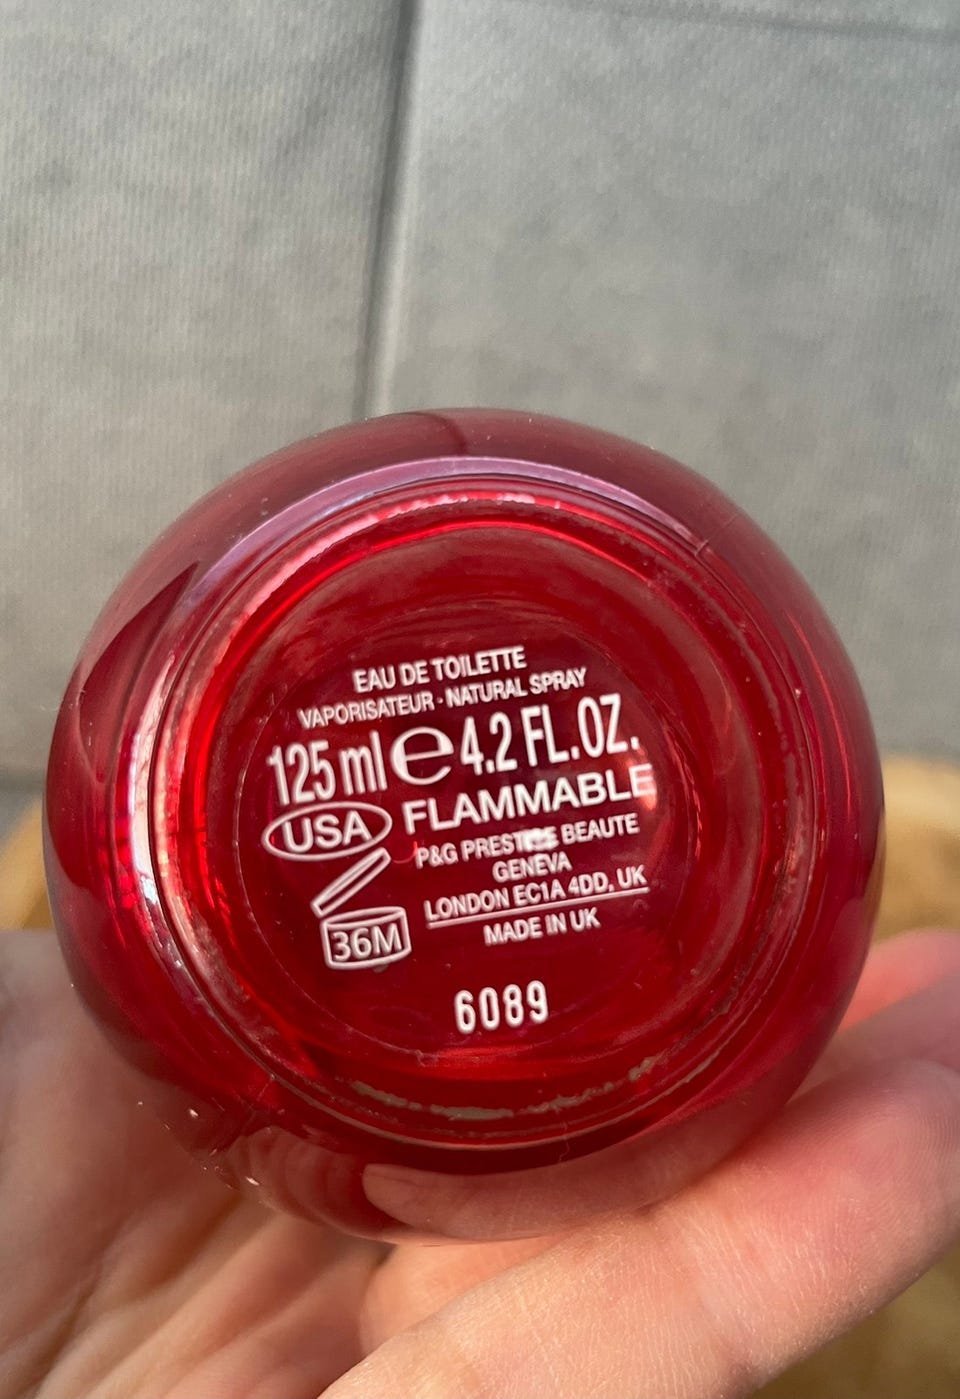 EAU DE TOILETTE
VAPORISATEUR · NATURAL SPRAY
125 ml e 4.2 FL.OZ.
USA FLAMMABLE
P&G PRESTIGE BEAUTE
GENEVA
LONDON EC1A 4DD, UK
MADE IN UK
36M
6089